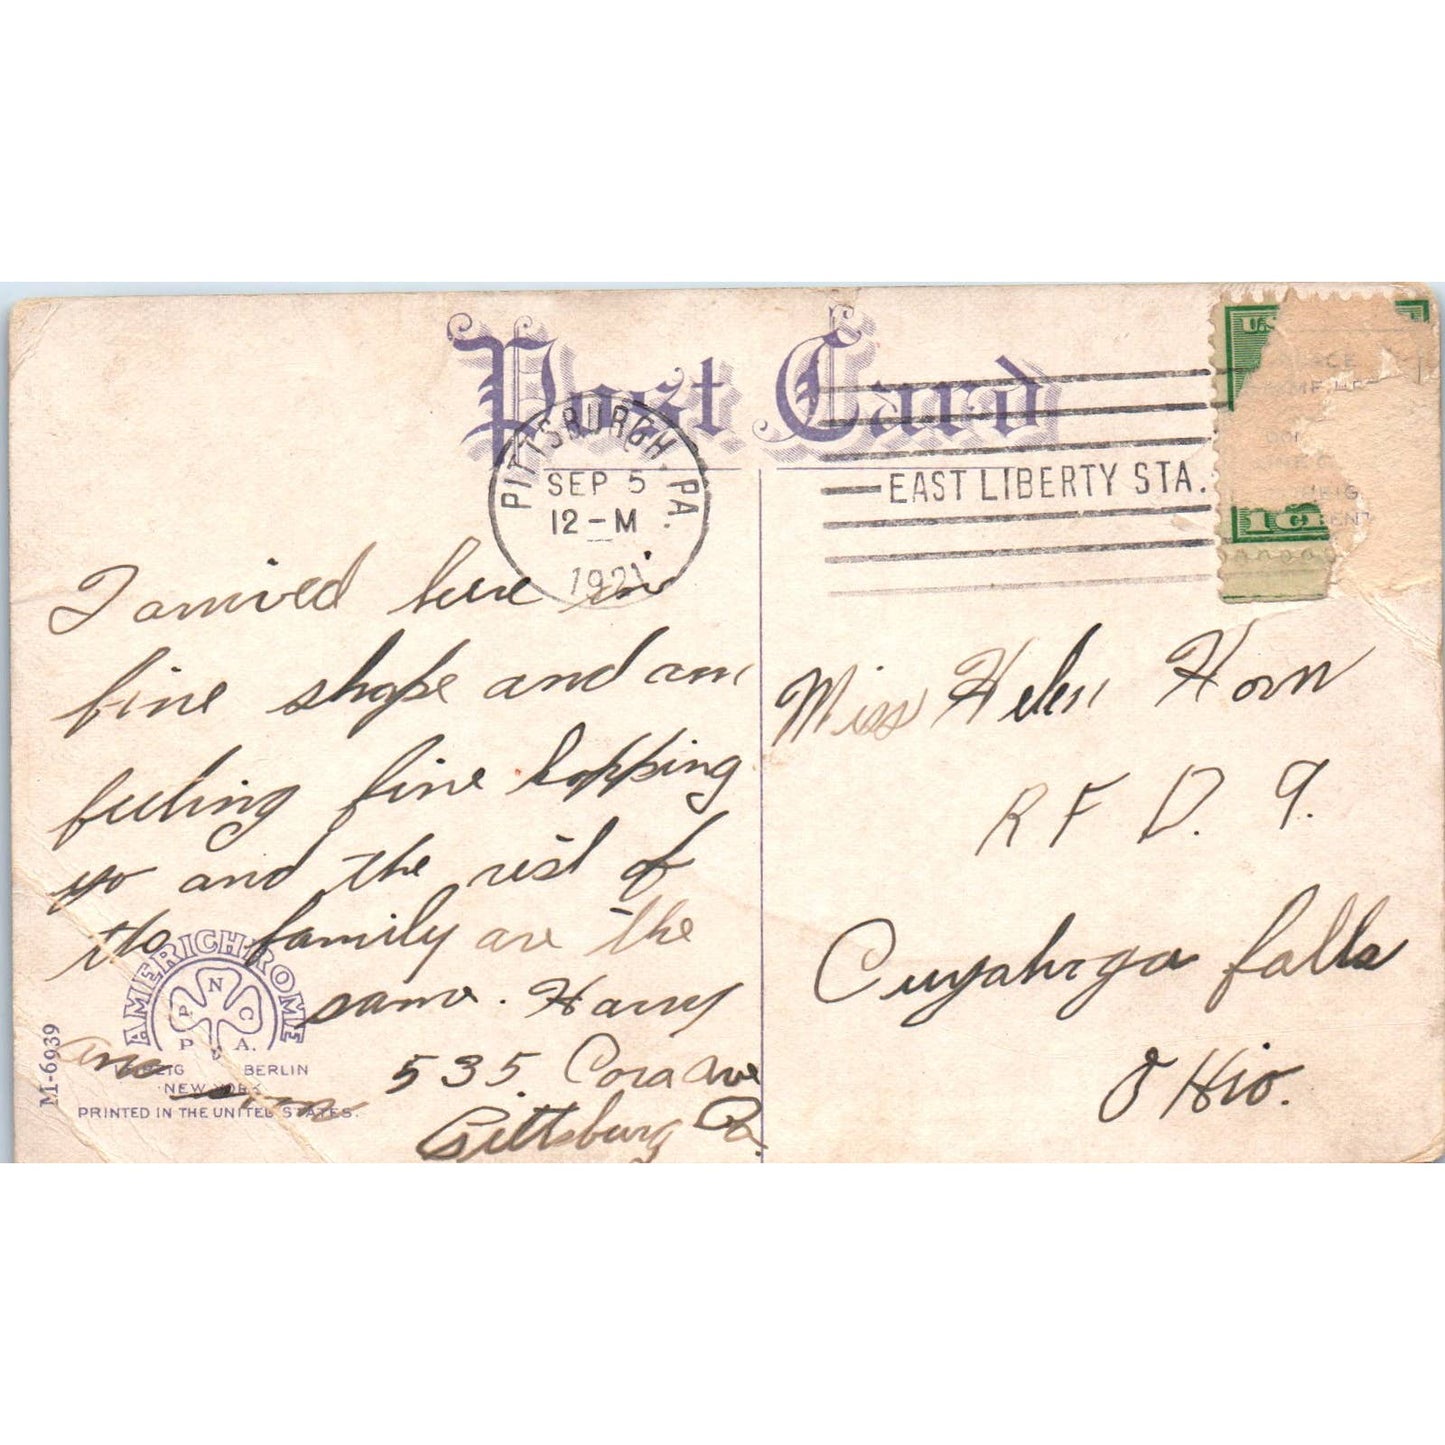 Post Card
PITTSBURGH, PA.
SEP 5
12-M
1921
EAST LIBERTY STA.
I arrived here in
fine shape and am
feeling fine hopping
yo and the rest of
the family are the
same. Harry
535 Cora Ave
Pittsburg Pa.
Miss Helen Horn
R F D. 9.
Cuyahoga falls
OHio.
AMERICHROME
P N C
P & A.
LEIPZIG BERLIN
NEW YORK
PRINTED IN THE UNITED STATES.
M-6939